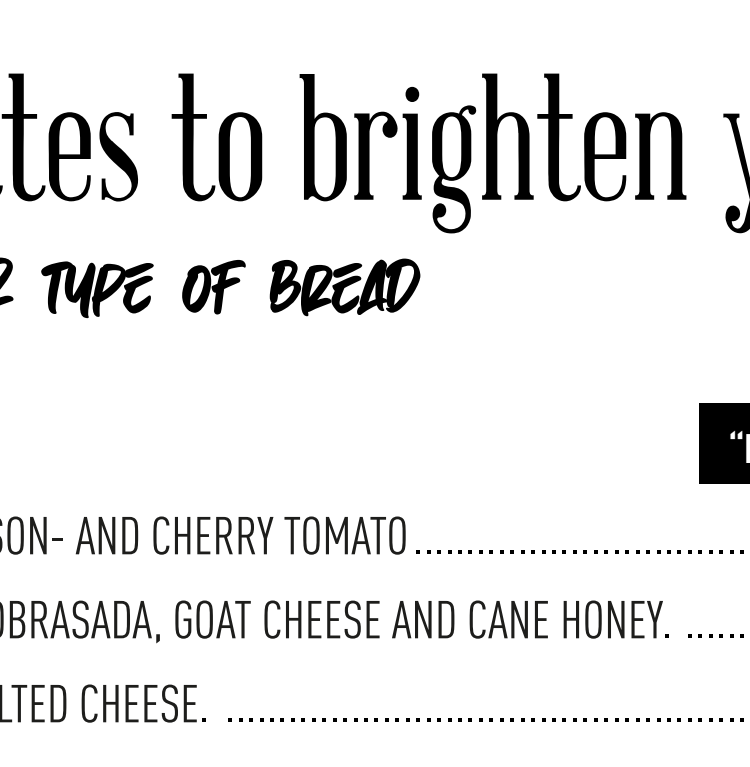 tes to brighten
TYPE OF BREAD
SON- AND CHERRY TOMATO........................
OBRASADA, GOAT CHEESE AND CANE HONEY. .....
LTED CHEESE. ............................................